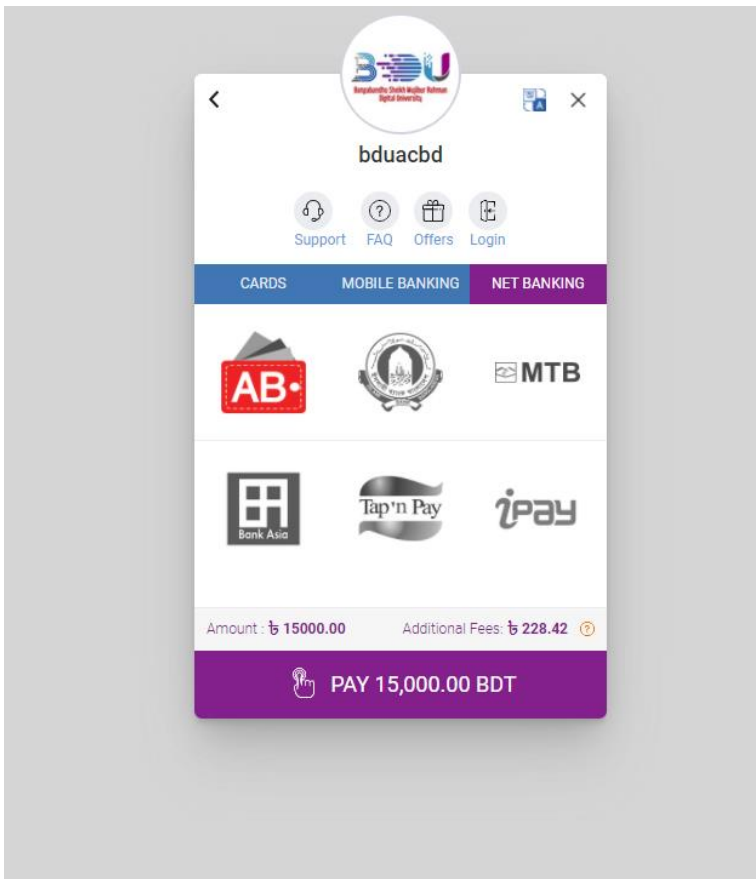 BDU
Bangabandhu Sheikh Mujibur Rahman
Digital University
bduacbd
Support FAQ Offers Login
CARDS MOBILE BANKING NET BANKING
AB
MTB
Bank Asia
Tap'n Pay
ipay
Amount : ৳ 15000.00 Additional Fees: ৳ 228.42 ?
PAY 15,000.00 BDT